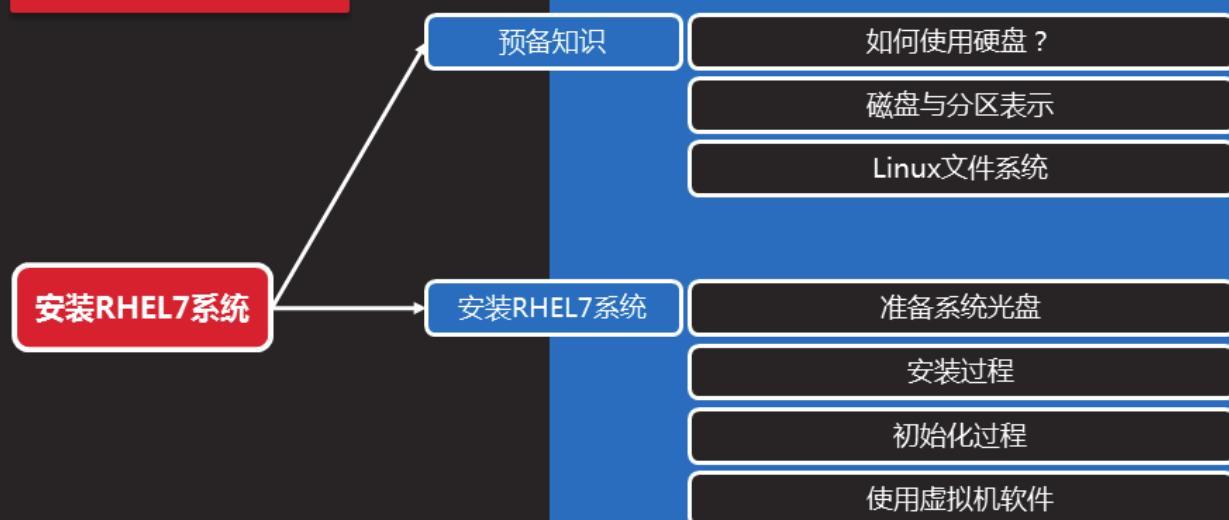 预备知识
如何使用硬盘？
磁盘与分区表示
Linux文件系统
安装RHEL7系统
安装RHEL7系统
准备系统光盘
安装过程
初始化过程
使用虚拟机软件